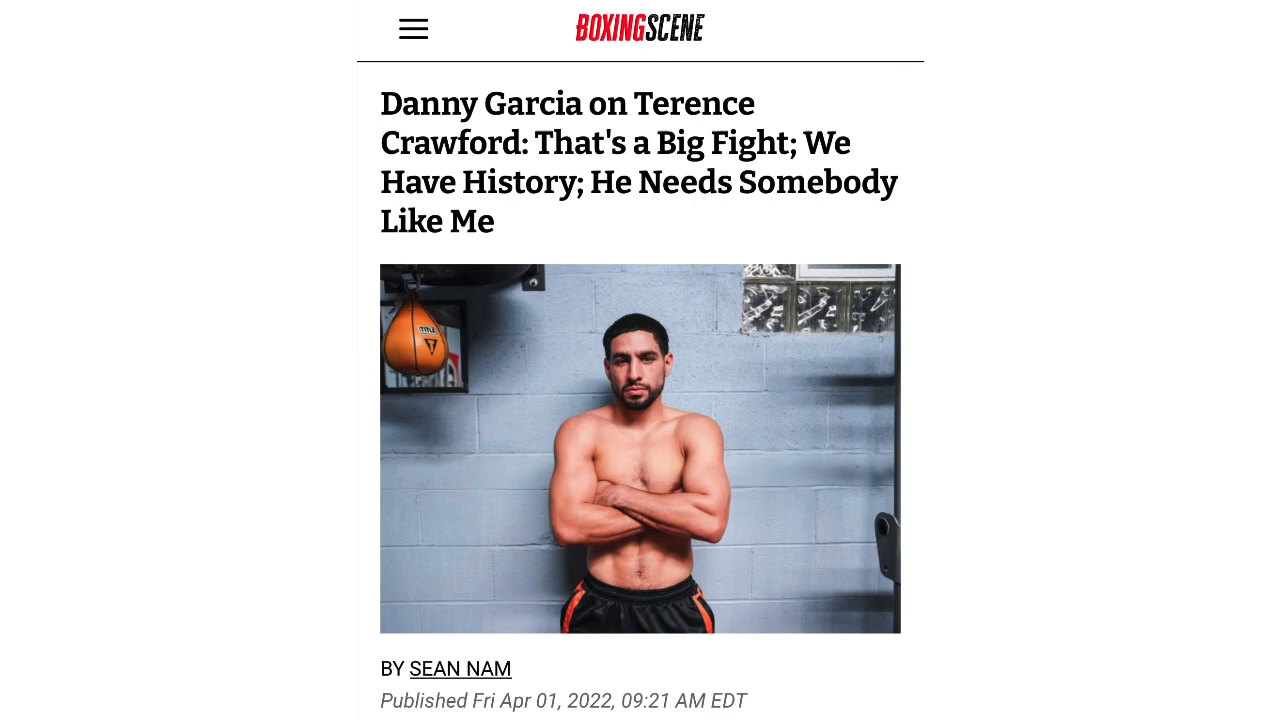 BOXINGSCENE
Danny Garcia on Terence
Crawford: That's a Big Fight; We
Have History; He Needs Somebody
Like Me
TITLE
BY SEAN NAM
Published Fri Apr 01, 2022, 09:21 AM EDT